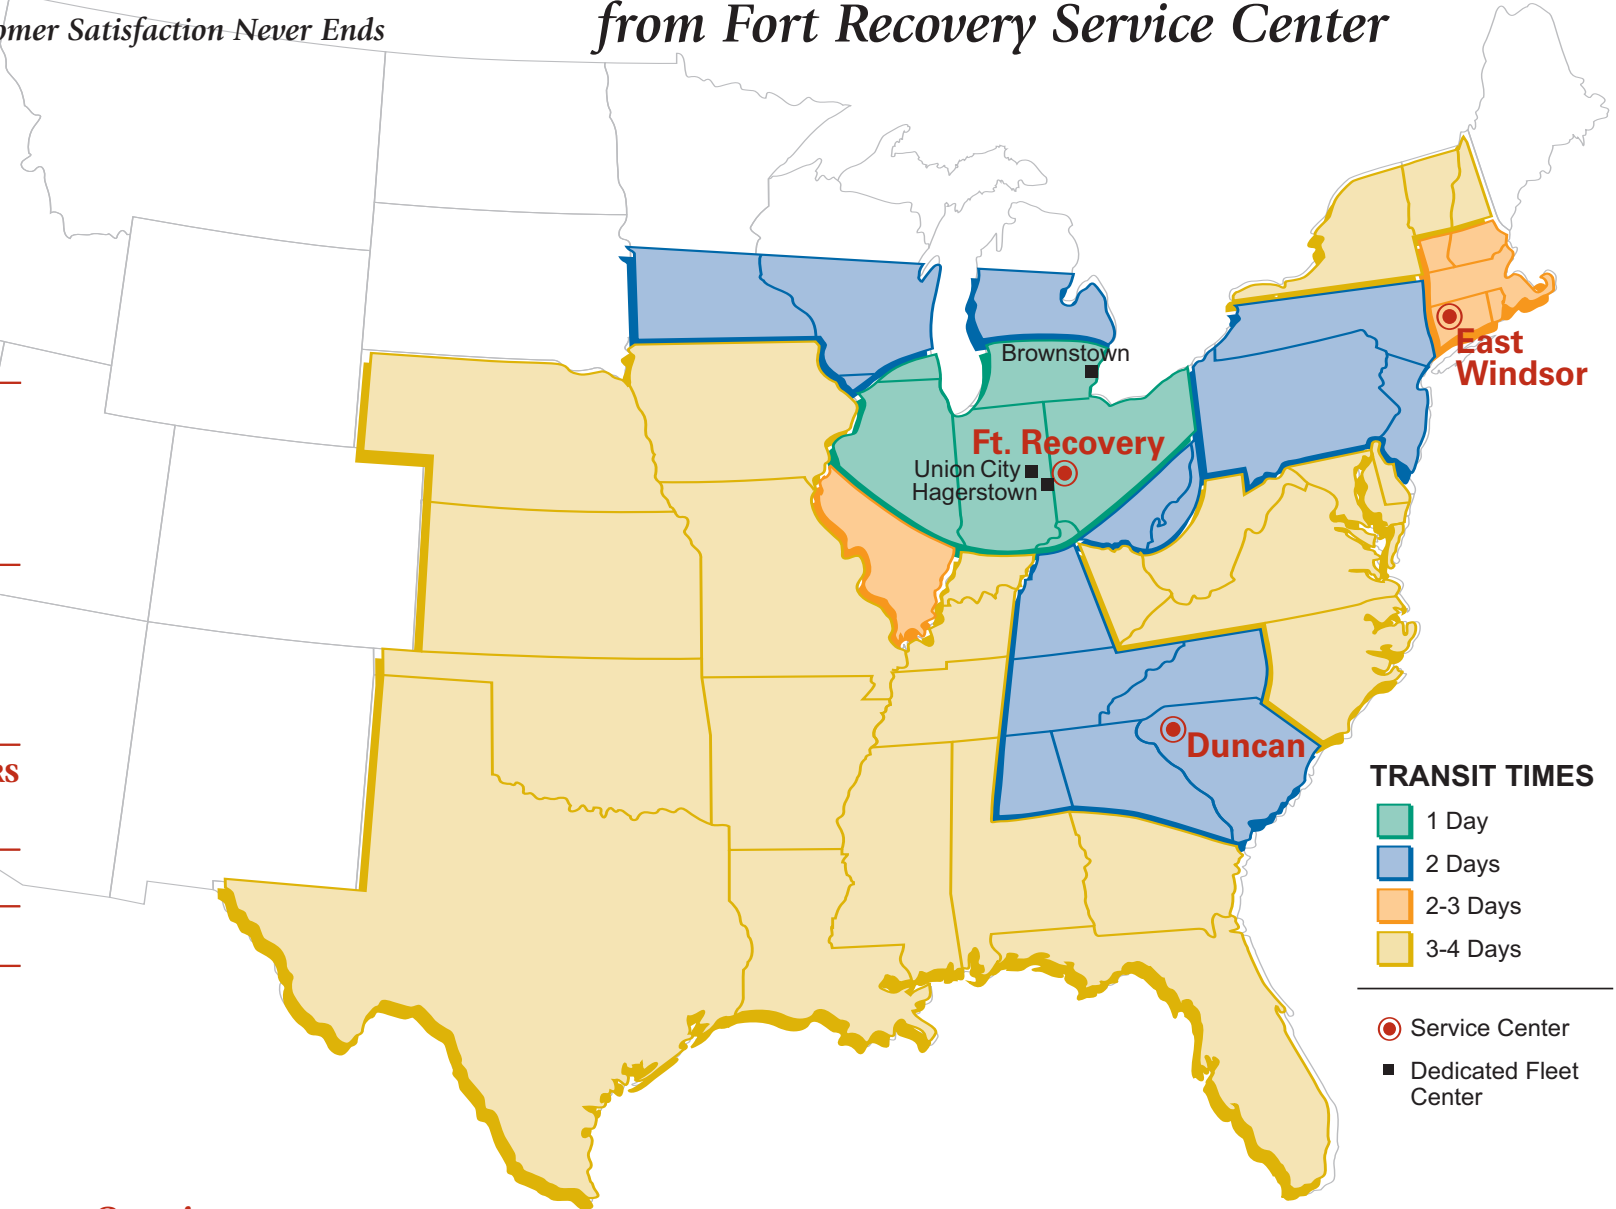 omer Satisfaction Never Ends
from Fort Recovery Service Center
Brownstown
East
Windsor
Ft. Recovery
Union City
Hagerstown
Duncan
RS
TRANSIT TIMES
1 Day
2 Days
2-3 Days
3-4 Days
Service Center
Dedicated Fleet
Center